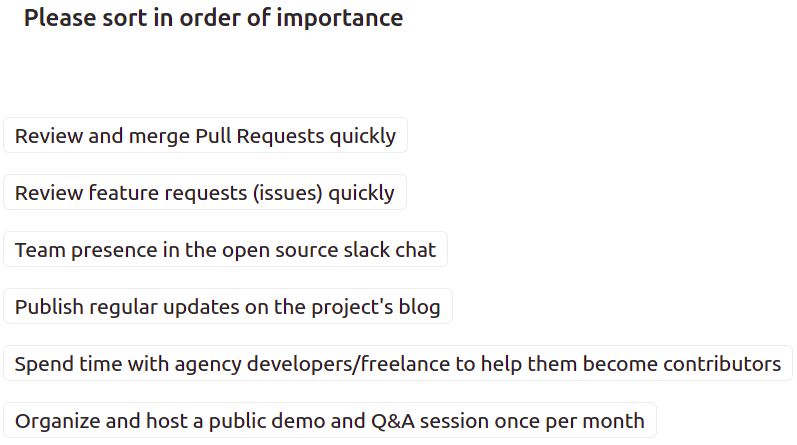 Please sort in order of importance
Review and merge Pull Requests quickly
Review feature requests (issues) quickly
Team presence in the open source slack chat
Publish regular updates on the project's blog
Spend time with agency developers/freelance to help them become contributors
Organize and host a public demo and Q&A session once per month